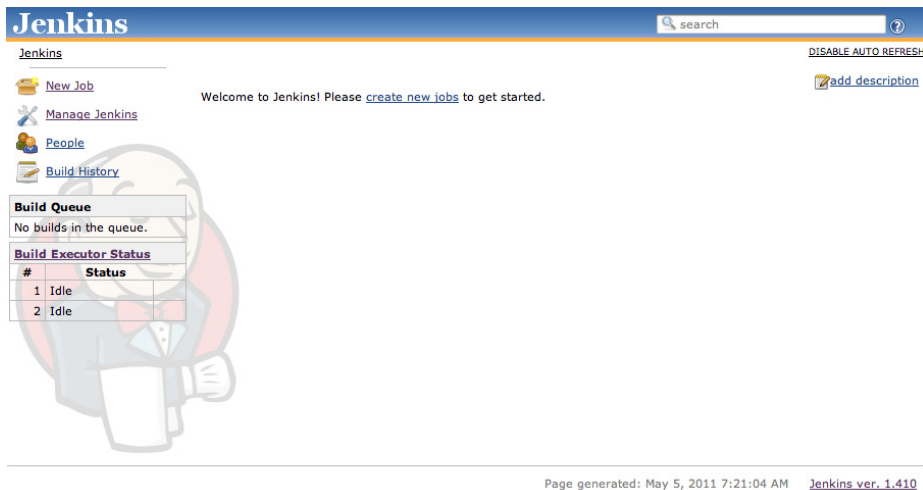 Jenkins
search
Jenkins
DISABLE AUTO REFRESH
New Job
Manage Jenkins
People
Build History
add description
Welcome to Jenkins! Please create new jobs to get started.
Build Queue
No builds in the queue.
Build Executor Status
# Status
1 Idle
2 Idle
Page generated: May 5, 2011 7:21:04 AM Jenkins ver. 1.410